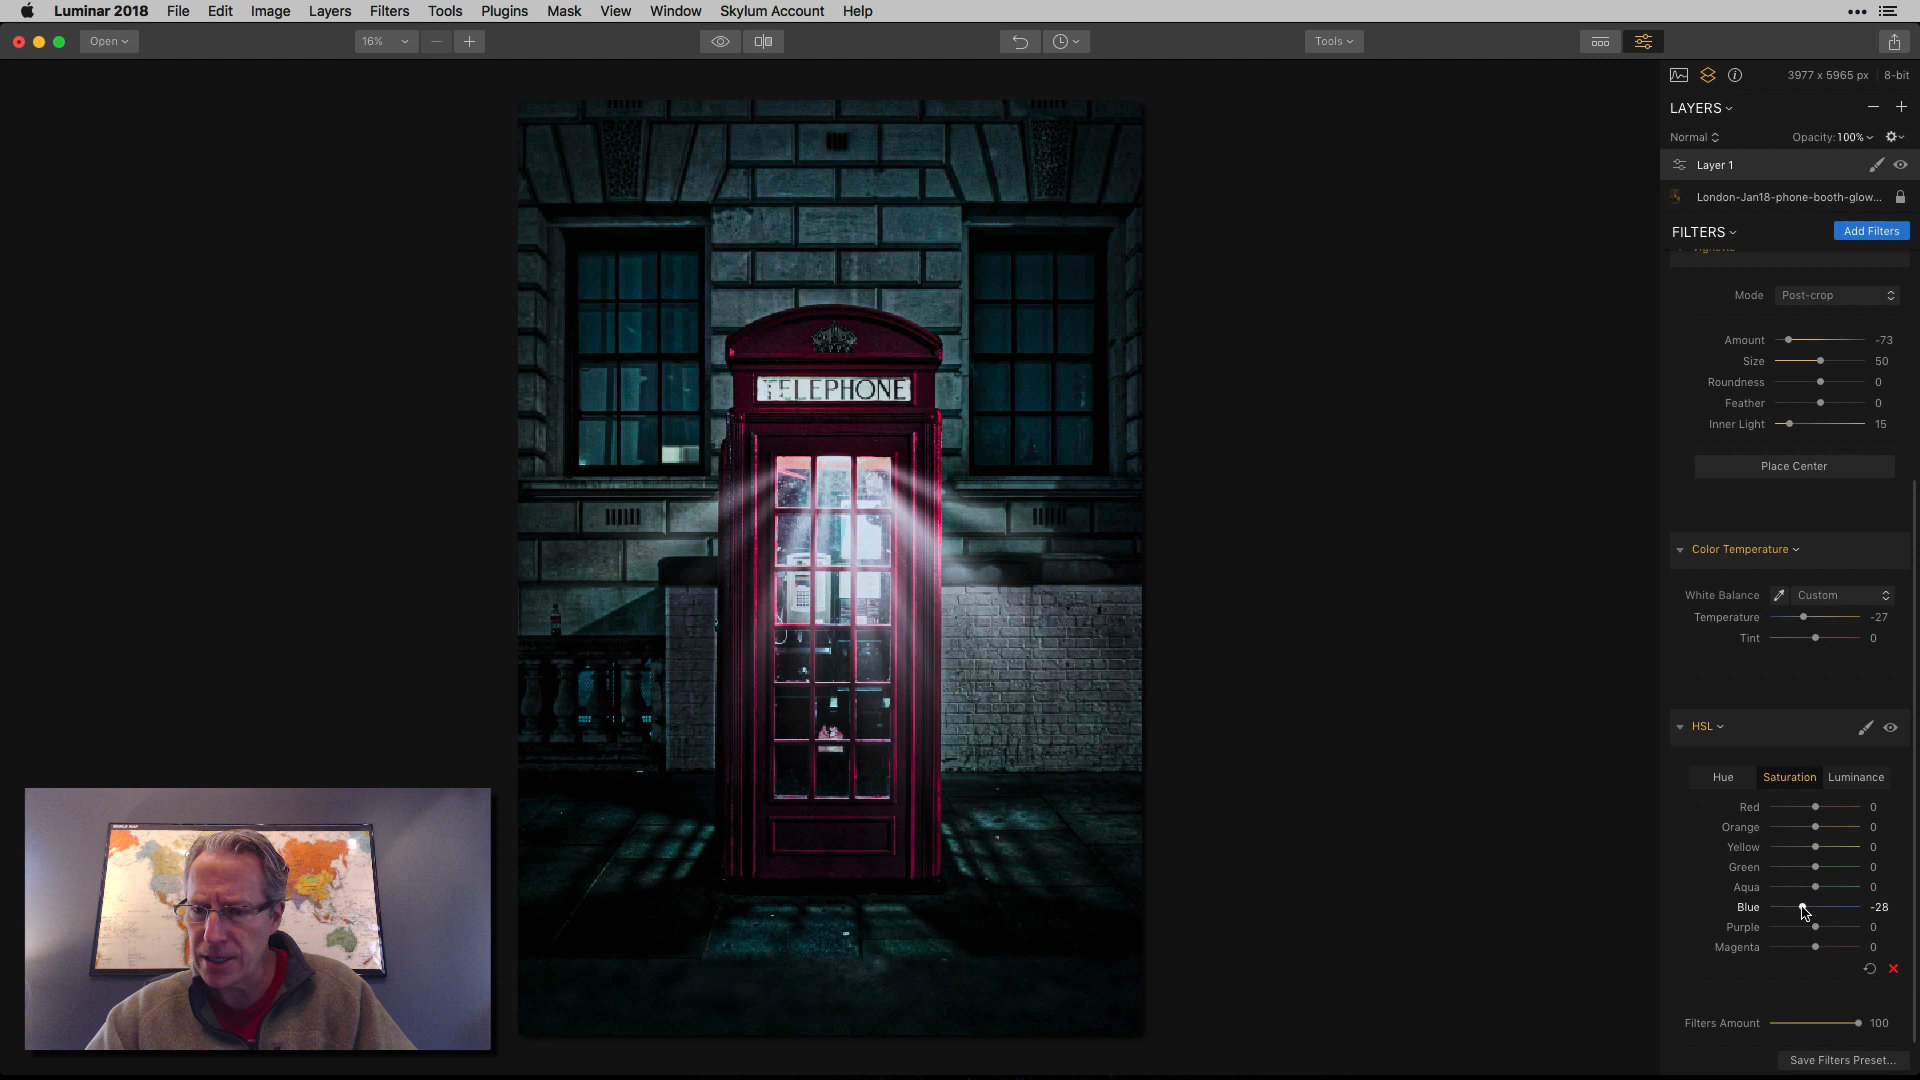 Luminar 2018 File Edit Image Layers Filters Tools Plugins Mask View Window Skylum Account Help
Open 16% Tools
3977 x 5965 px 8-bit
LAYERS
Normal Opacity: 100%
Layer 1
London-Jan18-phone-booth-glow...
FILTERS Add Filters
Vignette
Mode Post-crop
Amount -73
Size 50
Roundness 0
Feather 0
Inner Light 15
Place Center
Color Temperature
White Balance Custom
Temperature -27
Tint 0
HSL
Hue Saturation Luminance
Red 0
Orange 0
Yellow 0
Green 0
Aqua 0
Blue -28
Purple 0
Magenta 0
Filters Amount 100
Save Filters Preset...
TELEPHONE
WORLD MAP